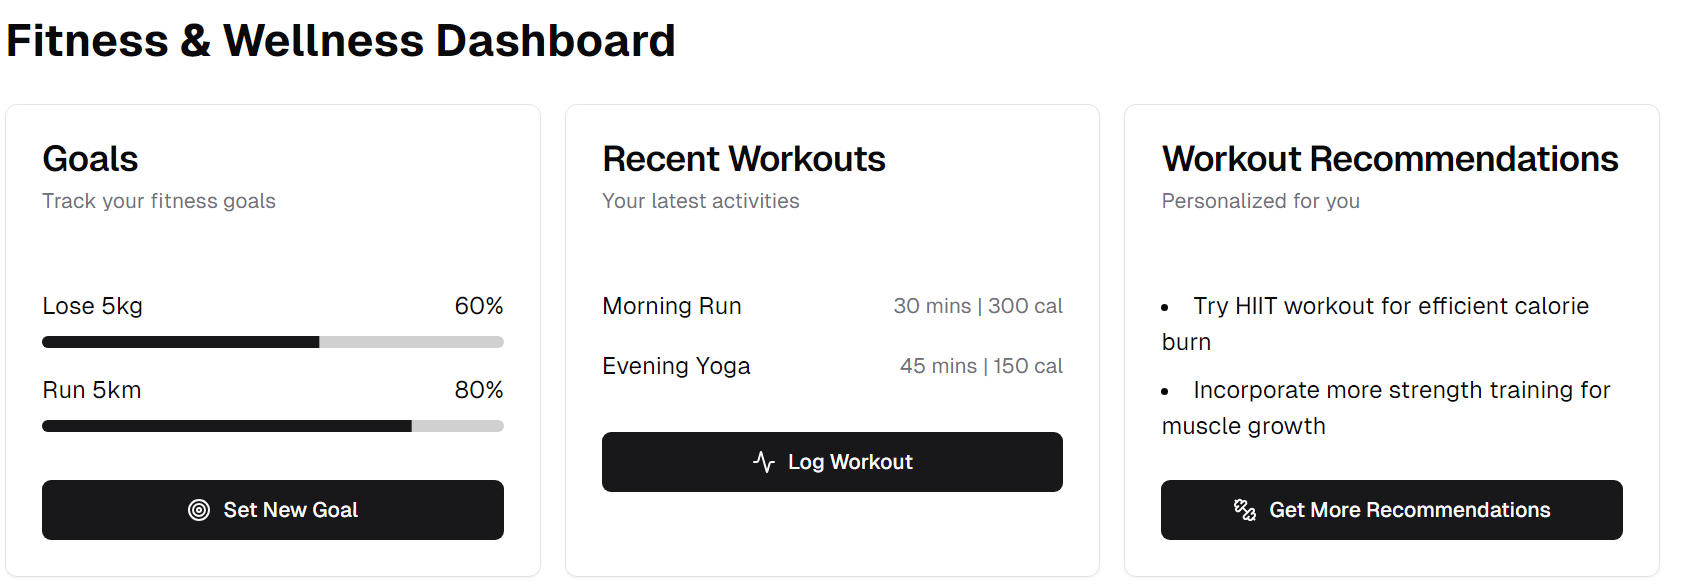 Fitness & Wellness Dashboard
Goals
Track your fitness goals
Lose 5kg 60%
Run 5km 80%
Set New Goal
Recent Workouts
Your latest activities
Morning Run 30 mins | 300 cal
Evening Yoga 45 mins | 150 cal
Log Workout
Workout Recommendations
Personalized for you
• Try HIIT workout for efficient calorie
burn
• Incorporate more strength training for
muscle growth
Get More Recommendations